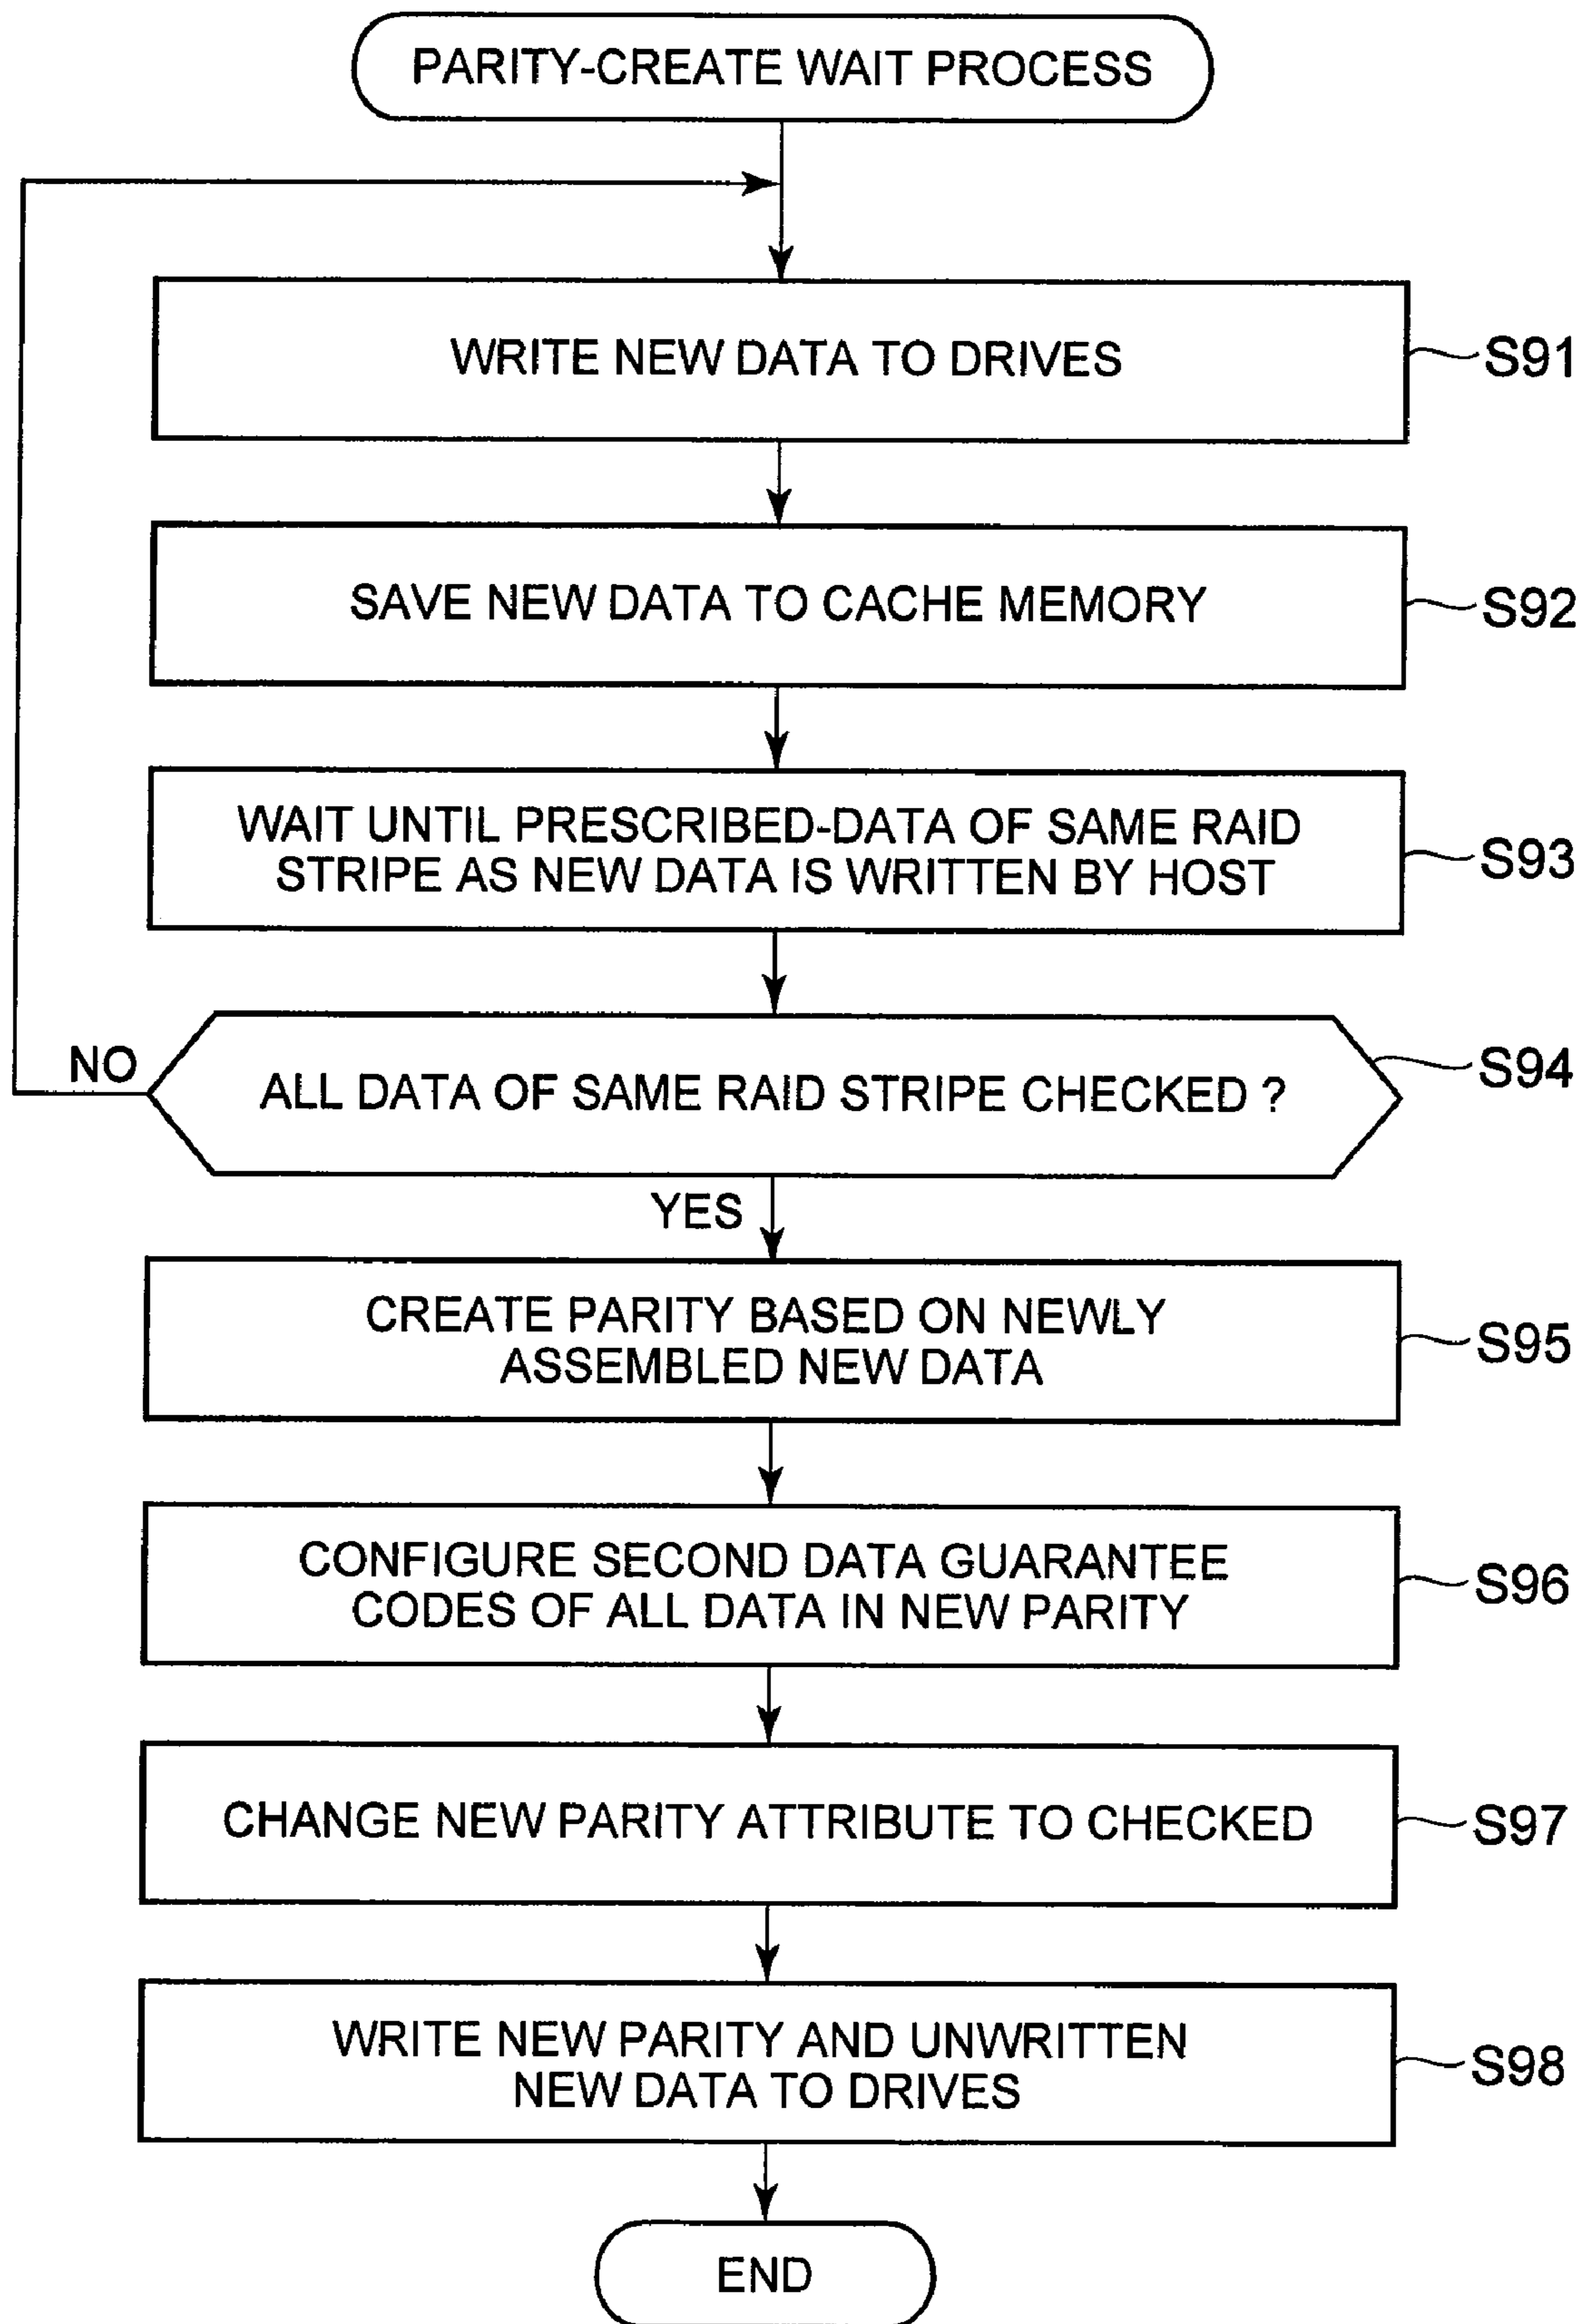 PARITY-CREATE WAIT PROCESS
WRITE NEW DATA TO DRIVES
S91
SAVE NEW DATA TO CACHE MEMORY
S92
WAIT UNTIL PRESCRIBED-DATA OF SAME RAID
STRIPE AS NEW DATA IS WRITTEN BY HOST
S93
NO
ALL DATA OF SAME RAID STRIPE CHECKED ?
S94
YES
CREATE PARITY BASED ON NEWLY
ASSEMBLED NEW DATA
S95
CONFIGURE SECOND DATA GUARANTEE
CODES OF ALL DATA IN NEW PARITY
S96
CHANGE NEW PARITY ATTRIBUTE TO CHECKED
S97
WRITE NEW PARITY AND UNWRITTEN
NEW DATA TO DRIVES
S98
END